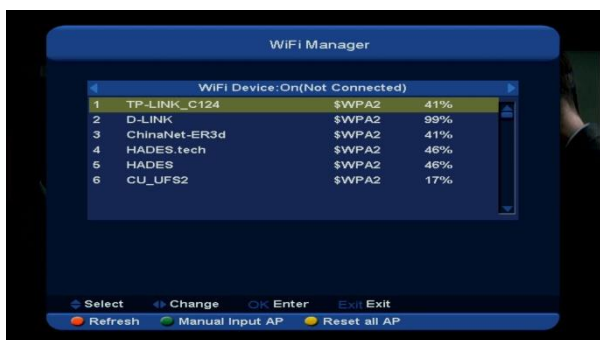 WiFi Manager
WiFi Device:On(Not Connected)
1 TP-LINK_C124 $WPA2 41%
2 D-LINK $WPA2 99%
3 ChinaNet-ER3d $WPA2 41%
4 HADES.tech $WPA2 46%
5 HADES $WPA2 46%
6 CU_UFS2 $WPA2 17%
Select Change OK Enter Exit Exit
Refresh Manual Input AP Reset all AP